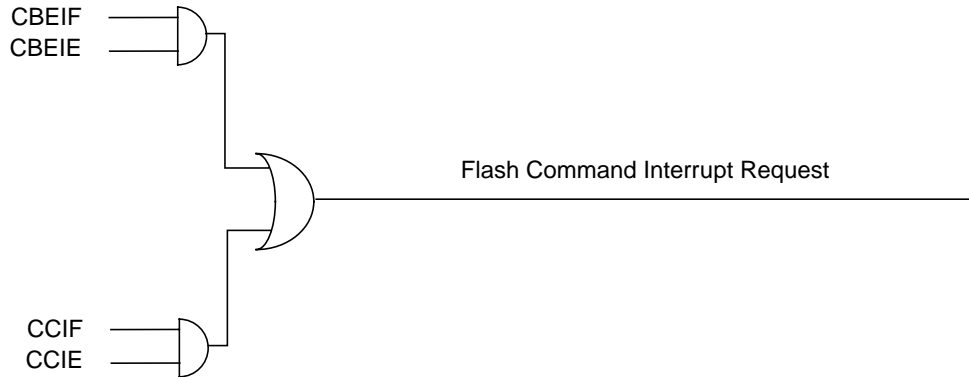 CBEIF
CBEIE
Flash Command Interrupt Request
CCIF
CCIE